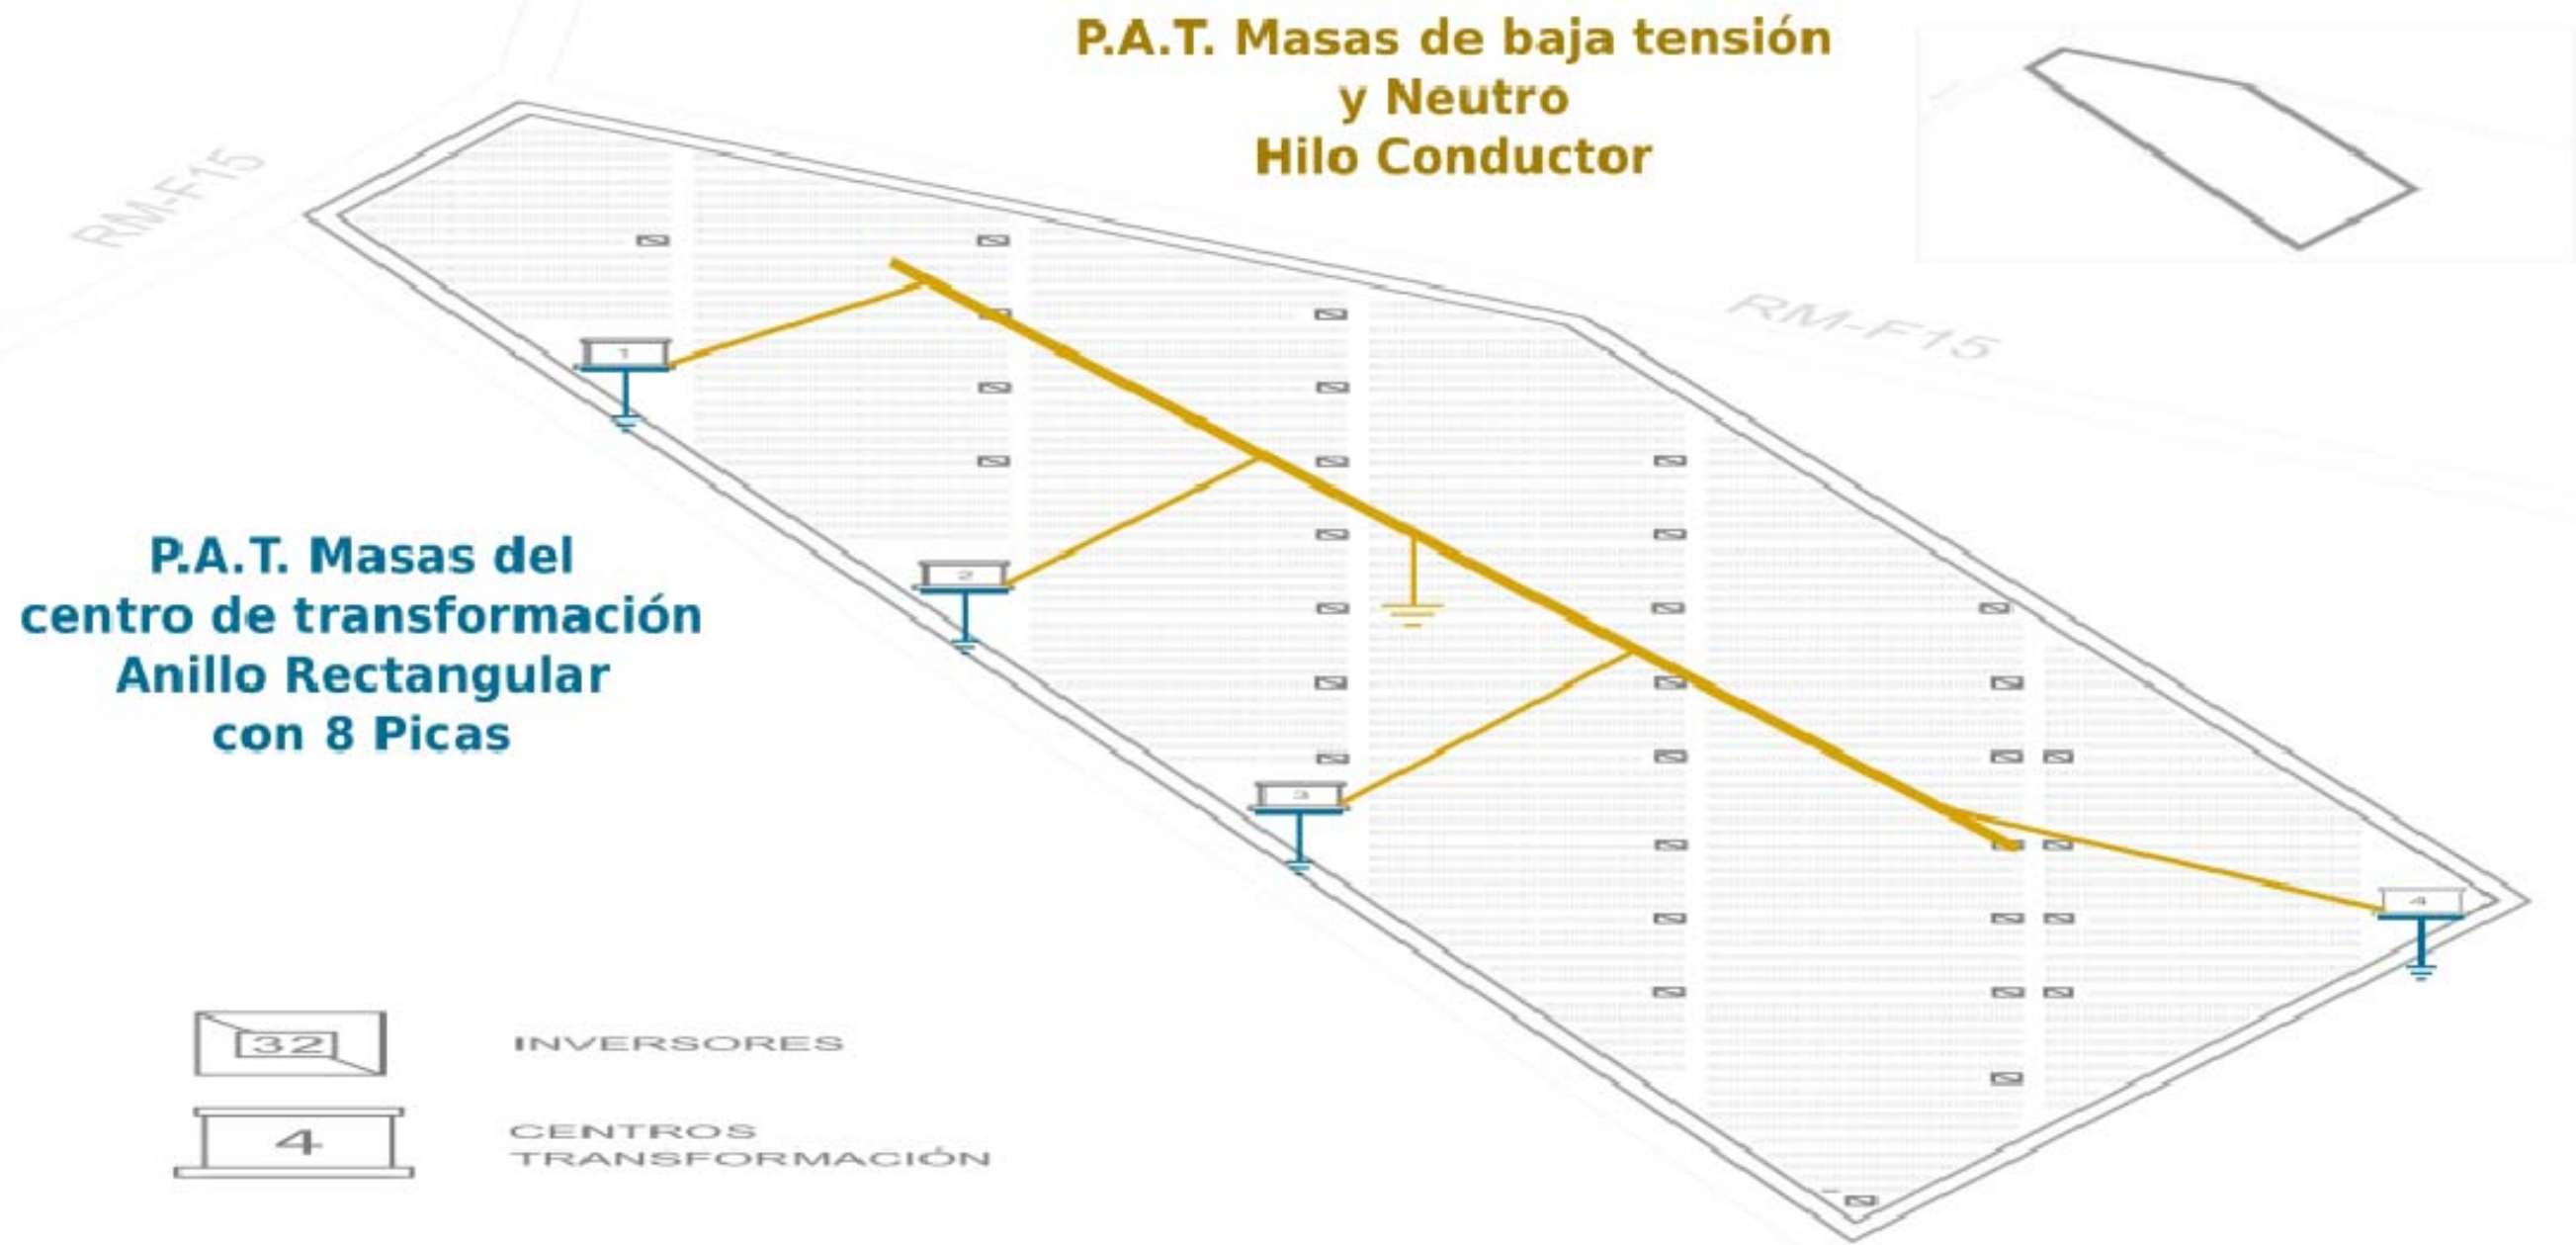 P.A.T. Masas de baja tensión
y Neutro
Hilo Conductor
RM-F15
RM-F15
1
2
3
4
P.A.T. Masas del
centro de transformación
Anillo Rectangular
con 8 Picas
32 INVERSORES
4 CENTROS
TRANSFORMACIÓN